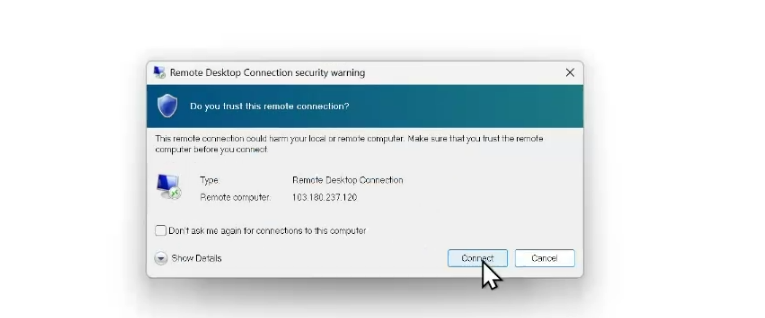 Remote Desktop Connection security warning
Do you trust this remote connection?
This remote connection could harm your local or remote computer. Make sure that you trust the remote
computer before you connect.
Type: Remote Desktop Connection
Remote computer: 103.180.237.120
Don't ask me again for connections to this computer
Show Details Connect Cancel